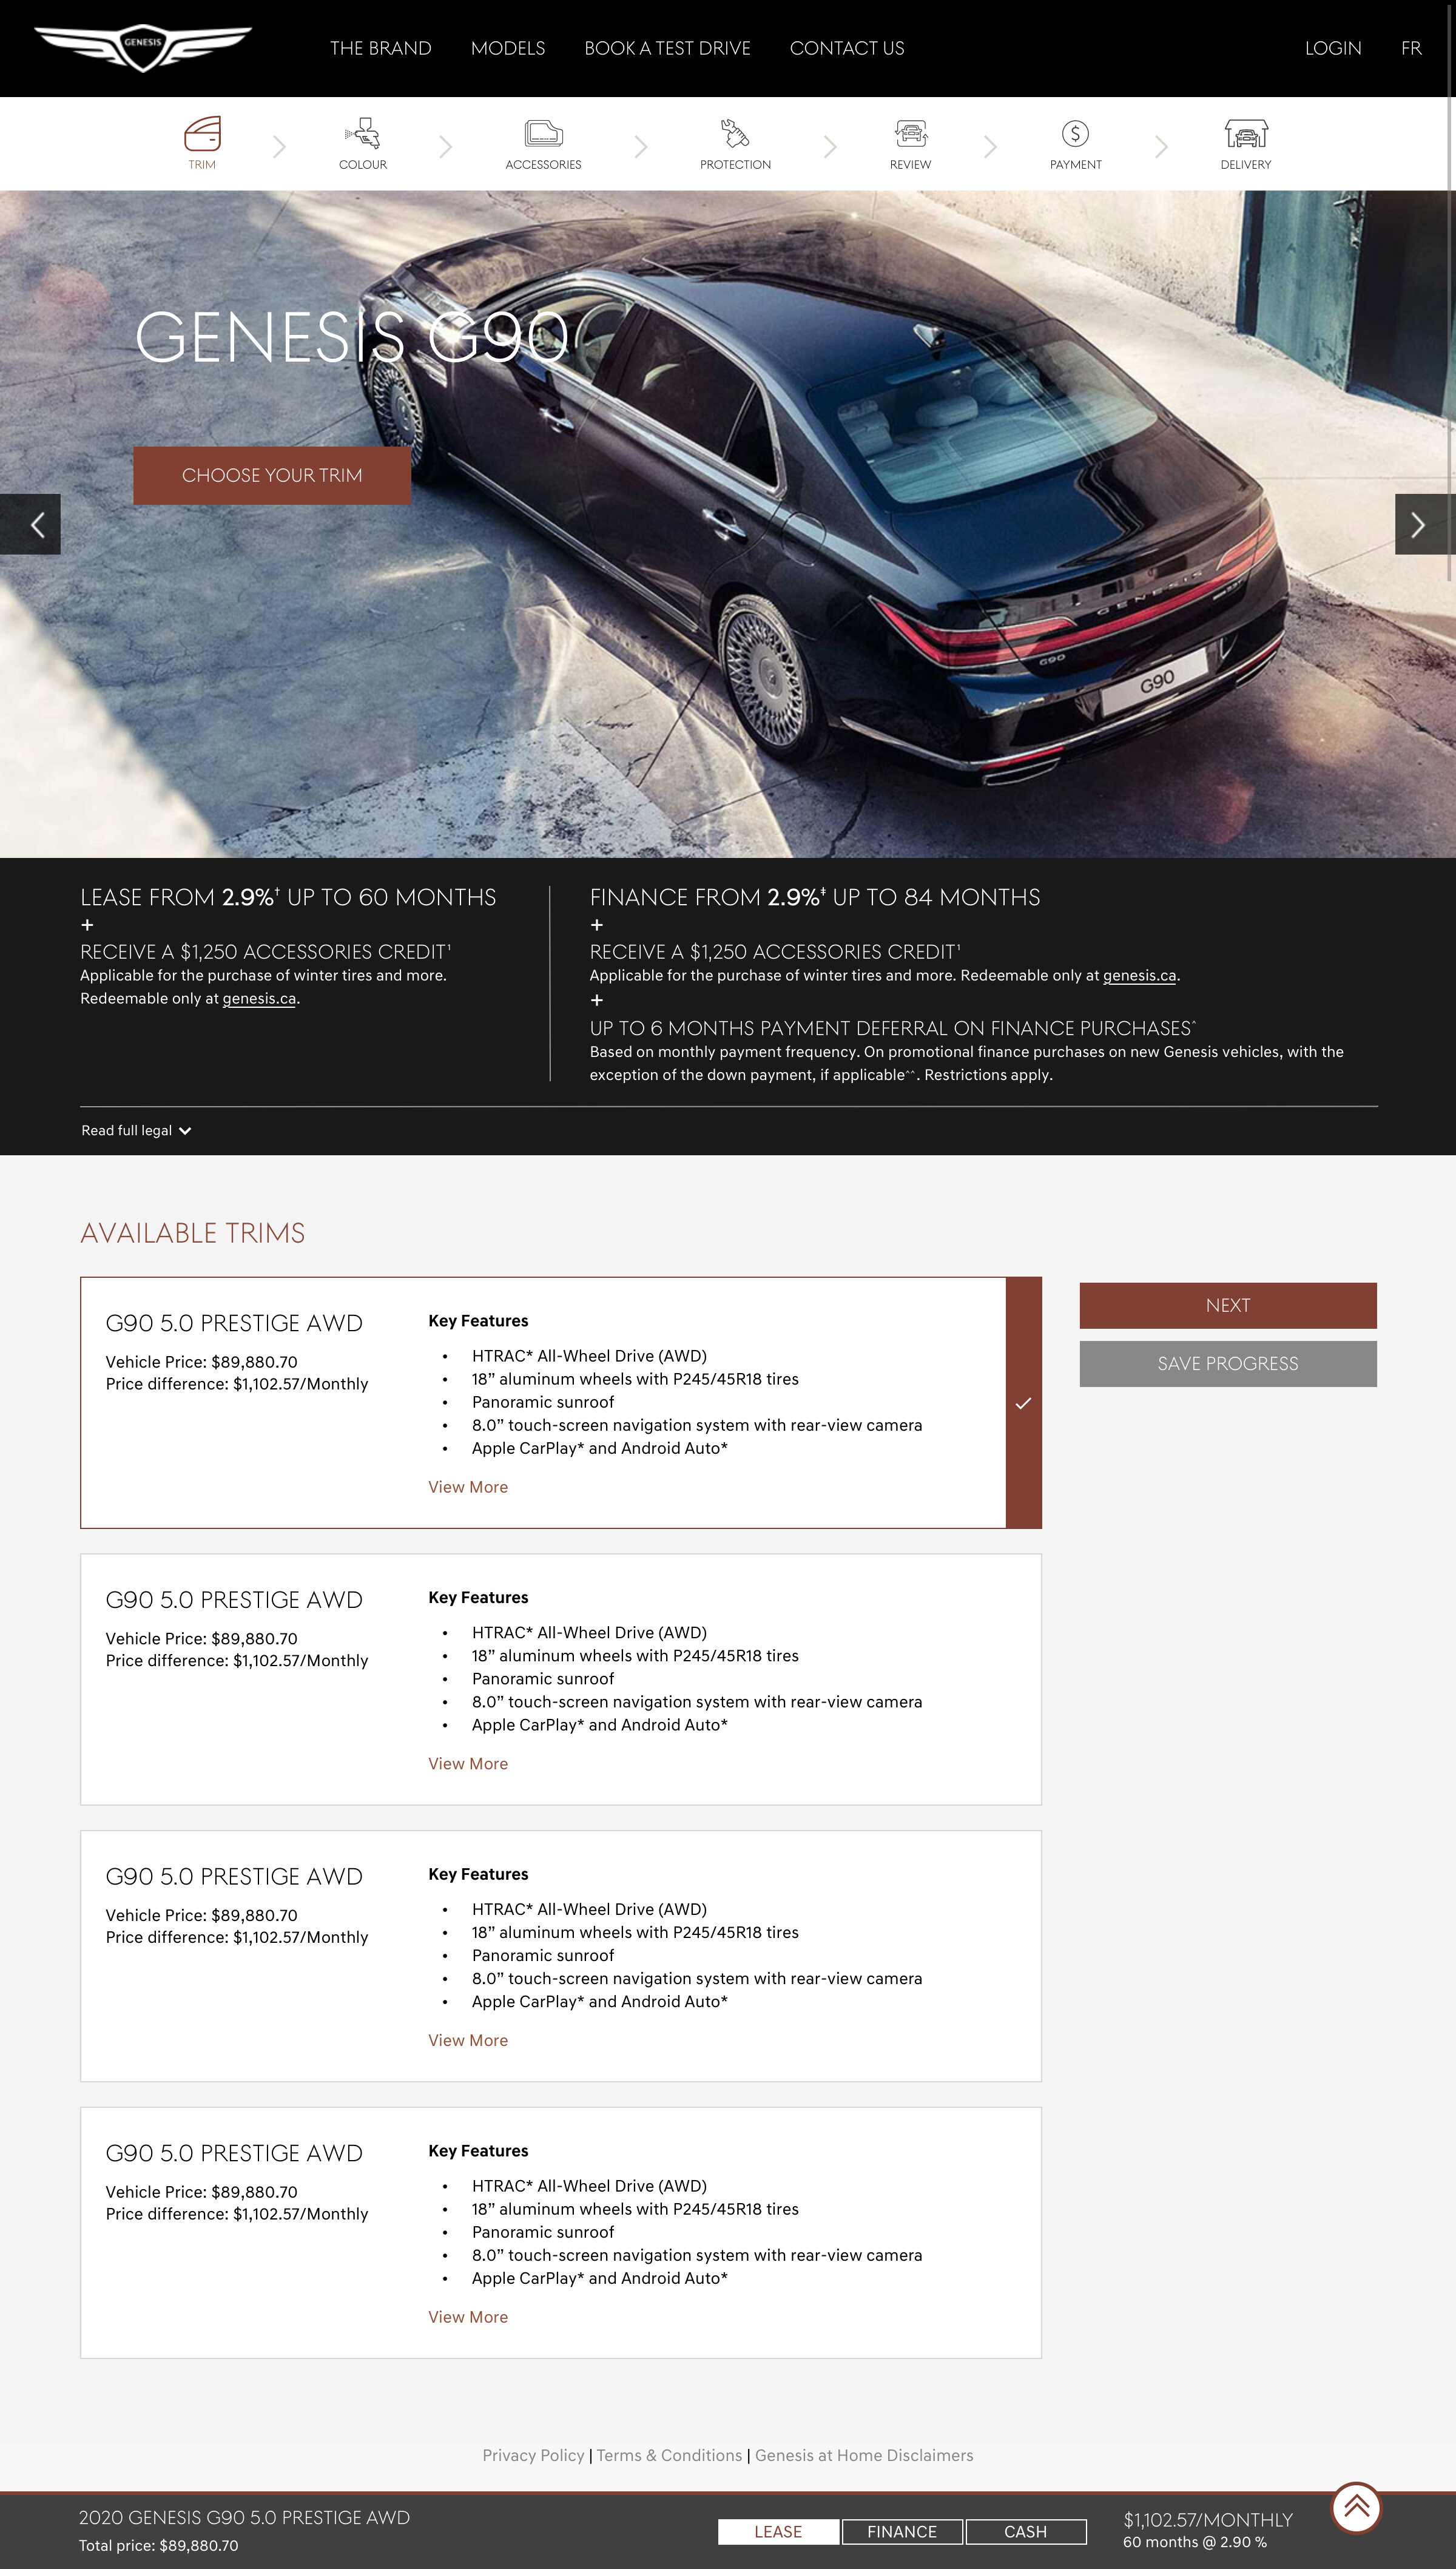 GENESIS
THE BRAND
MODELS
BOOK A TEST DRIVE
CONTACT US
LOGIN
FR
TRIM
COLOUR
ACCESSORIES
PROTECTION
REVIEW
PAYMENT
DELIVERY
GENESIS G90
CHOOSE YOUR TRIM
GENESIS
G90
G90
LEASE FROM 2.9%† UP TO 60 MONTHS
+
RECEIVE A $1,250 ACCESSORIES CREDIT¹
Applicable for the purchase of winter tires and more.
Redeemable only at genesis.ca.
FINANCE FROM 2.9%‡ UP TO 84 MONTHS
+
RECEIVE A $1,250 ACCESSORIES CREDIT¹
Applicable for the purchase of winter tires and more. Redeemable only at genesis.ca.
+
UP TO 6 MONTHS PAYMENT DEFERRAL ON FINANCE PURCHASES^
Based on monthly payment frequency. On promotional finance purchases on new Genesis vehicles, with the
exception of the down payment, if applicable^^. Restrictions apply.
Read full legal
AVAILABLE TRIMS
G90 5.0 PRESTIGE AWD
Vehicle Price: $89,880.70
Price difference: $1,102.57/Monthly
Key Features
• HTRAC* All-Wheel Drive (AWD)
• 18” aluminum wheels with P245/45R18 tires
• Panoramic sunroof
• 8.0” touch-screen navigation system with rear-view camera
• Apple CarPlay* and Android Auto*
View More
NEXT
SAVE PROGRESS
G90 5.0 PRESTIGE AWD
Vehicle Price: $89,880.70
Price difference: $1,102.57/Monthly
Key Features
• HTRAC* All-Wheel Drive (AWD)
• 18” aluminum wheels with P245/45R18 tires
• Panoramic sunroof
• 8.0” touch-screen navigation system with rear-view camera
• Apple CarPlay* and Android Auto*
View More
G90 5.0 PRESTIGE AWD
Vehicle Price: $89,880.70
Price difference: $1,102.57/Monthly
Key Features
• HTRAC* All-Wheel Drive (AWD)
• 18” aluminum wheels with P245/45R18 tires
• Panoramic sunroof
• 8.0” touch-screen navigation system with rear-view camera
• Apple CarPlay* and Android Auto*
View More
G90 5.0 PRESTIGE AWD
Vehicle Price: $89,880.70
Price difference: $1,102.57/Monthly
Key Features
• HTRAC* All-Wheel Drive (AWD)
• 18” aluminum wheels with P245/45R18 tires
• Panoramic sunroof
• 8.0” touch-screen navigation system with rear-view camera
• Apple CarPlay* and Android Auto*
View More
Privacy Policy | Terms & Conditions | Genesis at Home Disclaimers
2020 GENESIS G90 5.0 PRESTIGE AWD
Total price: $89,880.70
LEASE
FINANCE
CASH
$1,102.57/MONTHLY
60 months @ 2.90 %